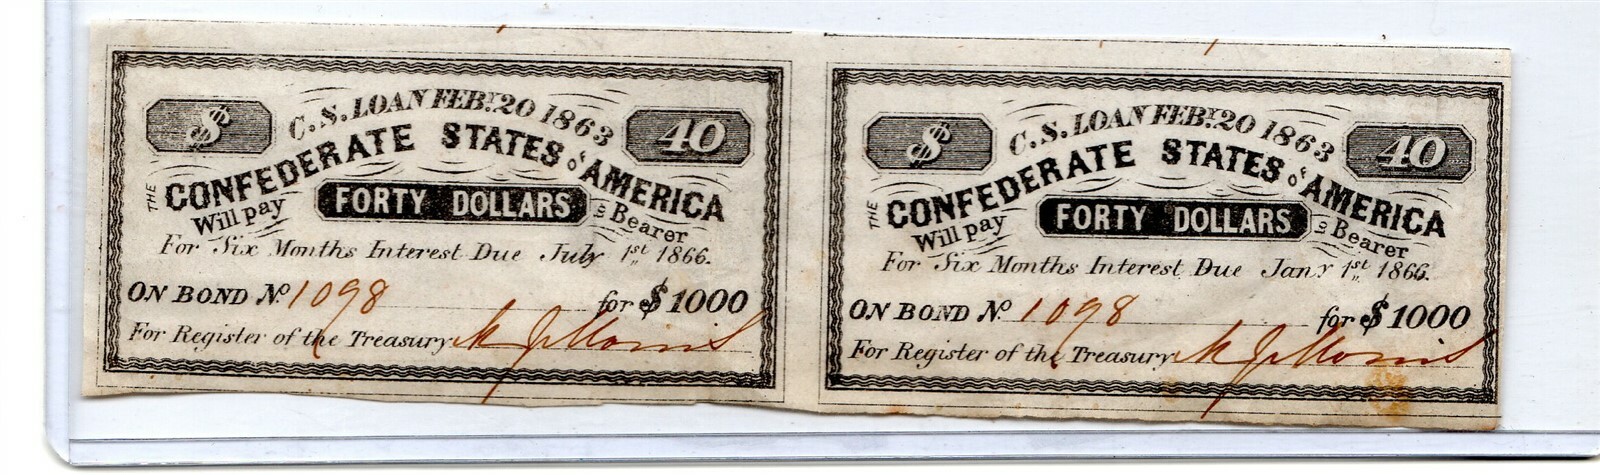 $
C.S. LOAN FEBY. 20 1863
40
THE CONFEDERATE STATES of AMERICA
Will pay FORTY DOLLARS to Bearer
For Six Months Interest Due July 1st 1866.
ON BOND No. 1098 for $1000
For Register of the Treasury
$
C.S. LOAN FEBY. 20 1863
40
THE CONFEDERATE STATES of AMERICA
Will pay FORTY DOLLARS to Bearer
For Six Months Interest Due Jany 1st 1866.
ON BOND No. 1098 for $1000
For Register of the Treasury